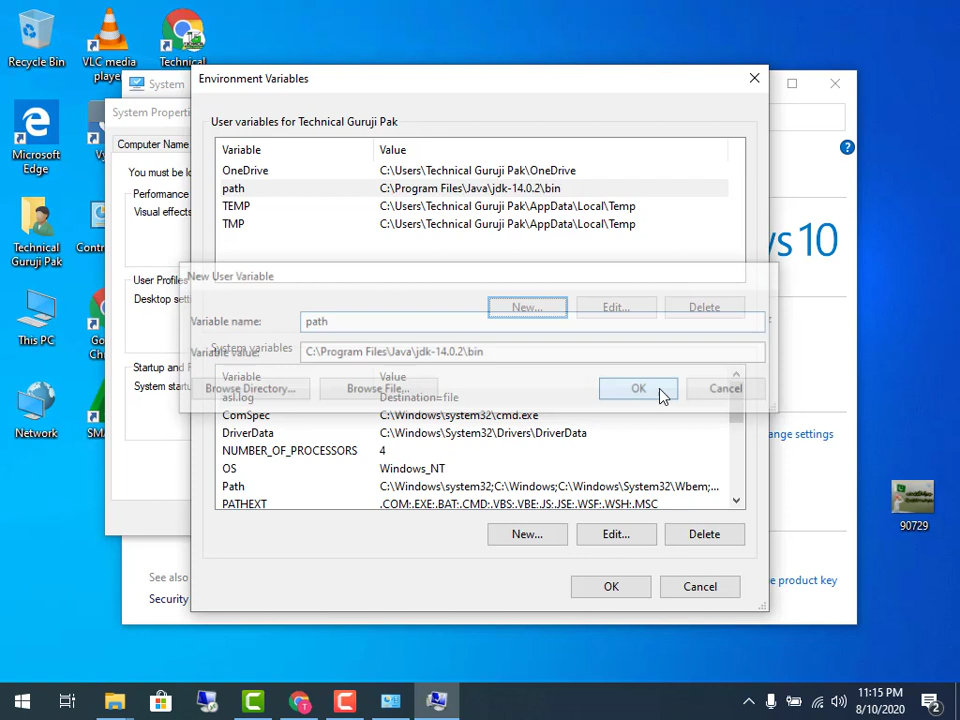 Recycle Bin
VLC media
player
Technical
Microsoft
Edge
Technical
Guruji Pak
This PC
Network
System
System Properti
Computer Name
You must be lo
Performance
Visual effects
User Profiles
Desktop sett
Startup and
System startu
See also
Security
ys 10
ange settings
e product key
Environment Variables
User variables for Technical Guruji Pak
Variable Value
OneDrive C:\Users\Technical Guruji Pak\OneDrive
path C:\Program Files\Java\jdk-14.0.2\bin
TEMP C:\Users\Technical Guruji Pak\AppData\Local\Temp
TMP C:\Users\Technical Guruji Pak\AppData\Local\Temp
New User Variable
New... Edit... Delete
Variable name: path
System variables
Variable value: C:\Program Files\Java\jdk-14.0.2\bin
Variable Value
Browse Directory... Browse File... OK Cancel
asl.log Destination=file
ComSpec C:\Windows\system32\cmd.exe
DriverData C:\Windows\System32\Drivers\DriverData
NUMBER_OF_PROCESSORS 4
OS Windows_NT
Path C:\Windows\system32;C:\Windows;C:\Windows\System32\Wbem;...
PATHEXT .COM;.EXE;.BAT;.CMD;.VBS;.VBE;.JS;.JSE;.WSF;.WSH;.MSC
New... Edit... Delete
OK Cancel
90729
11:15 PM
8/10/2020
2